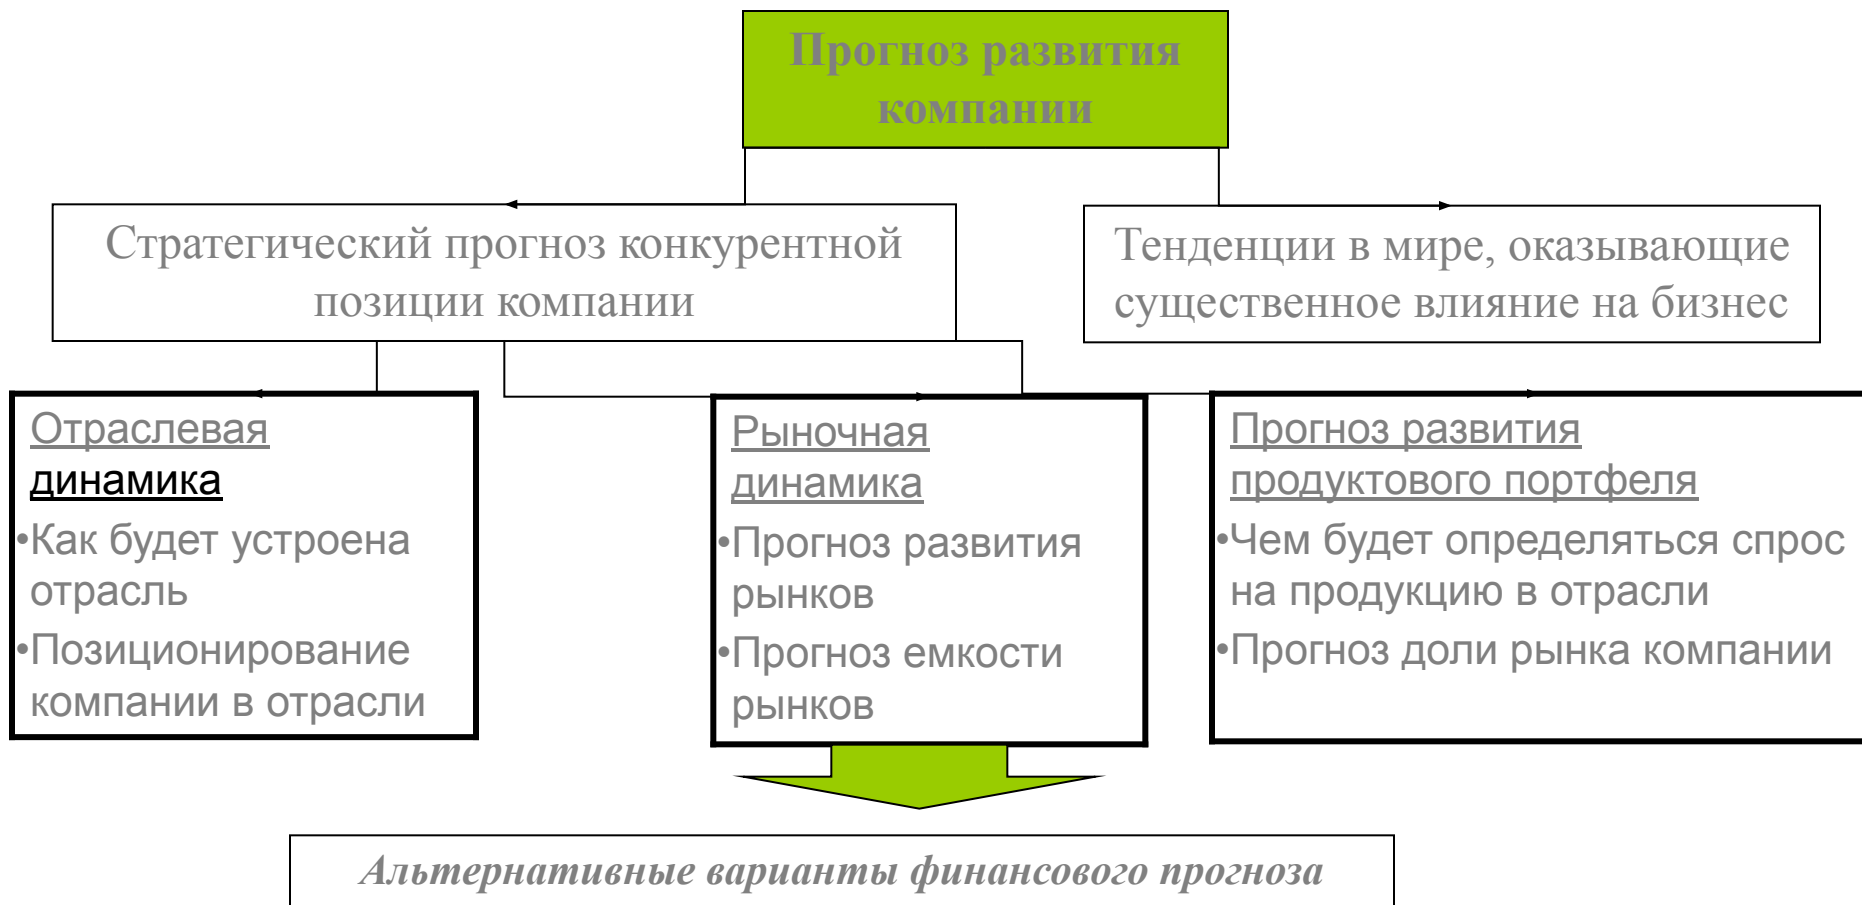 Прогноз развития
компании
Стратегический прогноз конкурентной
позиции компании
Тенденции в мире, оказывающие
существенное влияние на бизнес
Отраслевая
динамика
•Как будет устроена
отрасль
•Позиционирование
компании в отрасли
Рыночная
динамика
•Прогноз развития
рынков
•Прогноз емкости
рынков
Прогноз развития
продуктового портфеля
•Чем будет определяться спрос
на продукцию в отрасли
•Прогноз доли рынка компании
Альтернативные варианты финансового прогноза